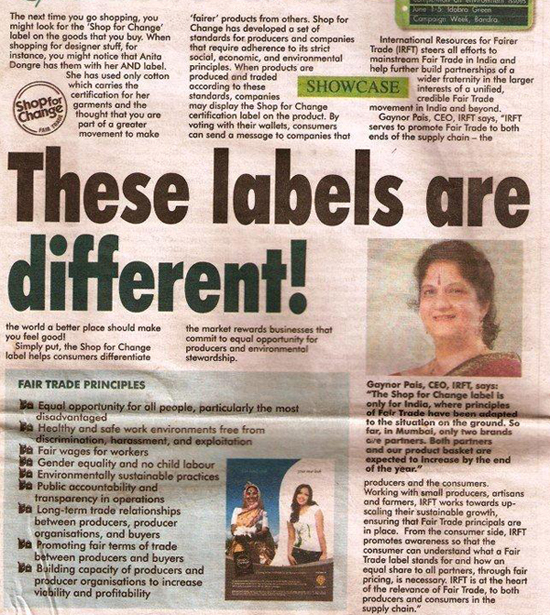 The next time you go shopping, you
might look for the 'Shop for Change'
label on the goods that you buy. When
shopping for designer stuff, for
instance, you might notice that Anita
Dongre has them with her AND label.
She has used only cotton
which carries the
certification for her
garments and the
thought that you are
part of a greater
movement to make
Shop for
Change
FAIR TRADE
'fairer' products from others. Shop for
Change has developed a set of
standards for producers and companies
that require adherence to its strict
social, economic, and environmental
principles. When products are
produced and traded
according to these
standards, companies
may display the Shop for Change
certification label on the product. By
voting with their wallets, consumers
can send a message to companies that
June 1-5 Idobro Green
Campaign Week, Bandra.
SHOWCASE
International Resources for Fairer
Trade (IRFT) steers all efforts to
mainstream Fair Trade in India and
help further build partnerships of a
wider fraternity in the larger
interests of a unified,
credible Fair Trade
movement in India and beyond.
Gaynor Pais, CEO, IRFT says, "IRFT
serves to promote Fair Trade to both
ends of the supply chain – the
These labels are
different!
the world a better place should make
you feel good!
Simply put, the Shop for Change
label helps consumers differentiate
the market rewards businesses that
commit to equal opportunity for
producers and environmental
stewardship.
FAIR TRADE PRINCIPLES
Equal opportunity for all people, particularly the most
disadvantaged
Healthy and safe work environments free from
discrimination, harassment, and exploitation
Fair wages for workers
Gender equality and no child labour
Environmentally sustainable practices
Public accountability and
transparency in operations
Long-term trade relationships
between producers, producer
organisations, and buyers
Promoting fair terms of trade
between producers and buyers
Building capacity of producers and
producer organisations to increase
viability and profitability
Gaynor Pais, CEO, IRFT, says:
"The Shop for Change label is
only for India, where principles
of Fair Trade have been adapted
to the situation on the ground. So
far, in Mumbai, only two brands
are partners. Both partners
and our product basket are
expected to increase by the end
of the year."
producers and the consumers.
Working with small producers, artisans
and farmers, IRFT works towards up-
scaling their sustainable growth,
ensuring that Fair Trade principals are
in place. From the consumer side, IRFT
promotes awareness so that the
consumer can understand what a Fair
Trade label stands for and how an
equal share to all partners, through fair
pricing, is necessary. IRFT is at the heart
of the relevance of Fair Trade, to both
producers and consumers in the
supply chain."